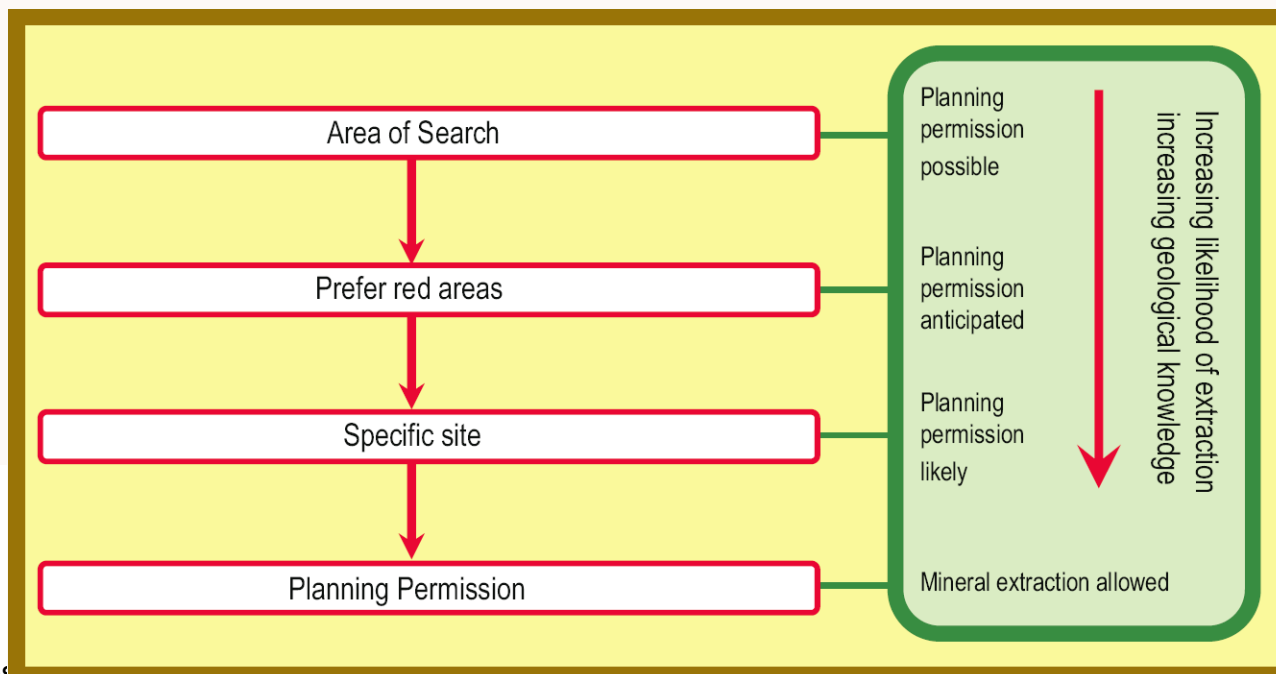 Area of Search
Planning
permission
possible
Prefer red areas
Planning
permission
anticipated
Specific site
Planning
permission
likely
Planning Permission
Mineral extraction allowed
Increasing likelihood of extraction
increasing geological knowledge